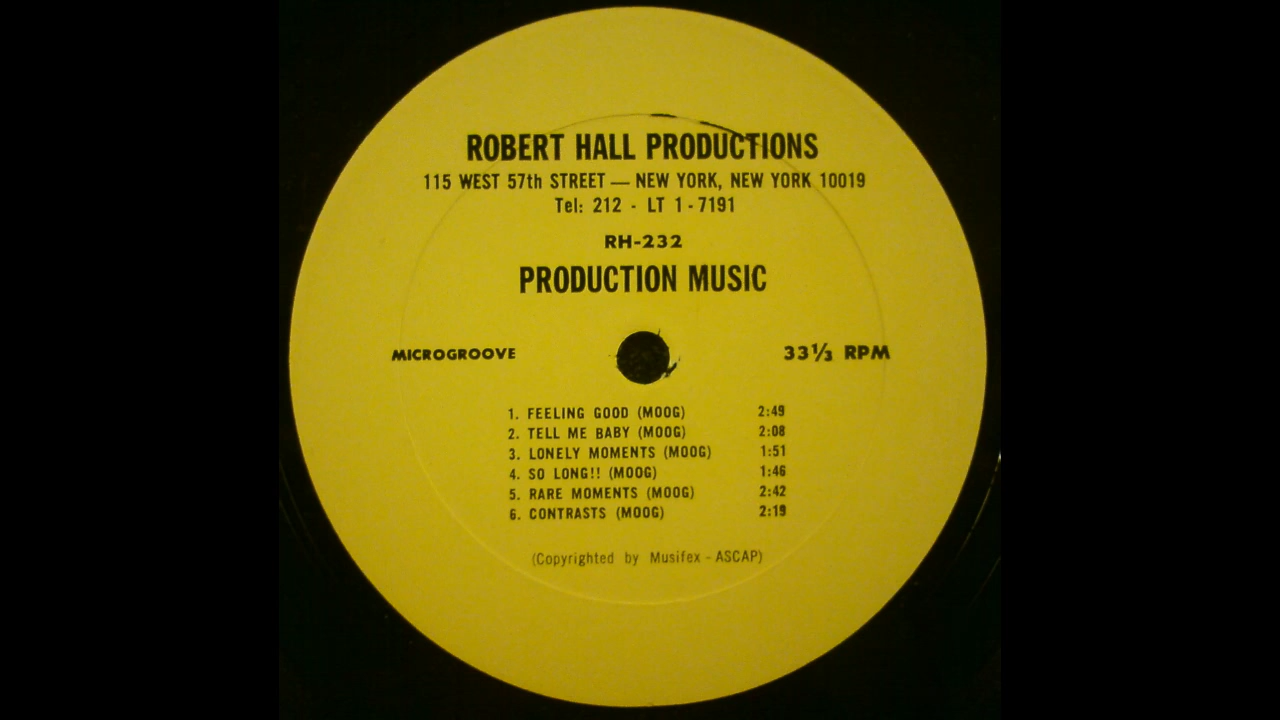 ROBERT HALL PRODUCTIONS
115 WEST 57th STREET — NEW YORK, NEW YORK 10019
Tel: 212 - LT 1 - 7191
RH-232
PRODUCTION MUSIC
MICROGROOVE 33⅓ RPM
1. FEELING GOOD (MOOG) 2:49
2. TELL ME BABY (MOOG) 2:08
3. LONELY MOMENTS (MOOG) 1:51
4. SO LONG!! (MOOG) 1:46
5. RARE MOMENTS (MOOG) 2:42
6. CONTRASTS (MOOG) 2:19
(Copyrighted by Musifex - ASCAP)